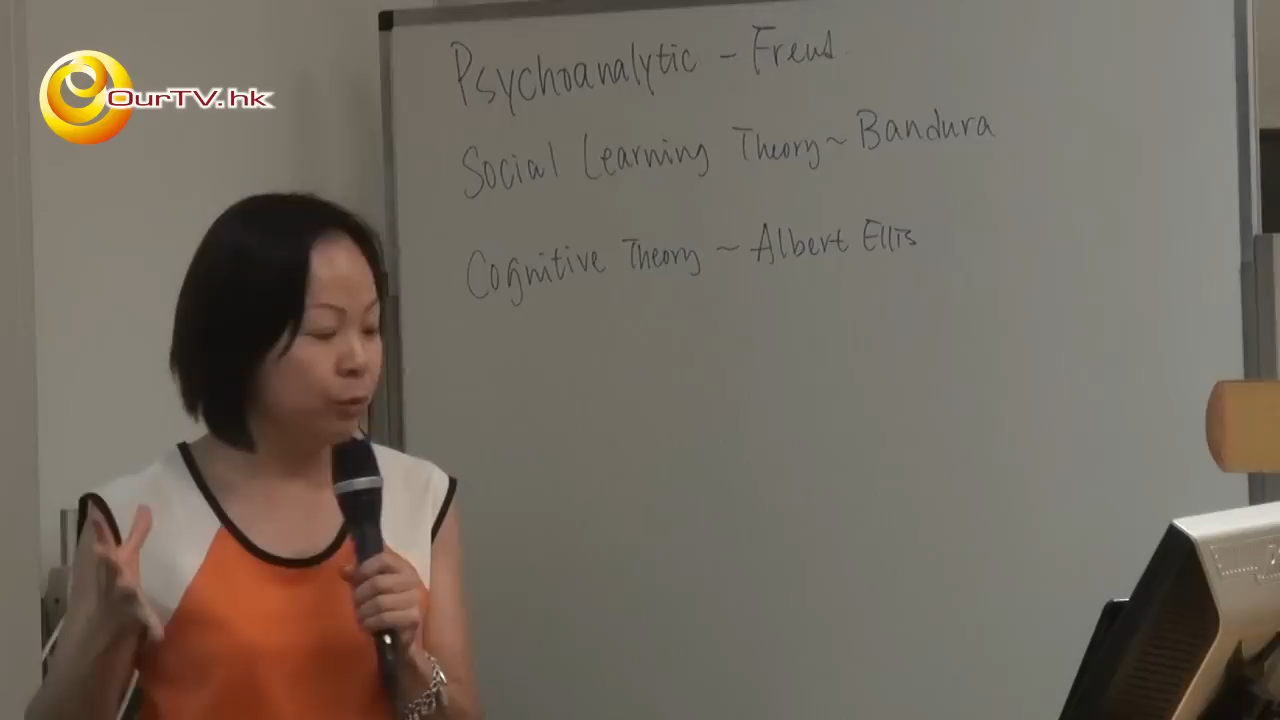 OurTV.hk
Psychoanalytic - Freud.
Social Learning Theory ~ Bandura
Cognitive Theory ~ Albert Ellis